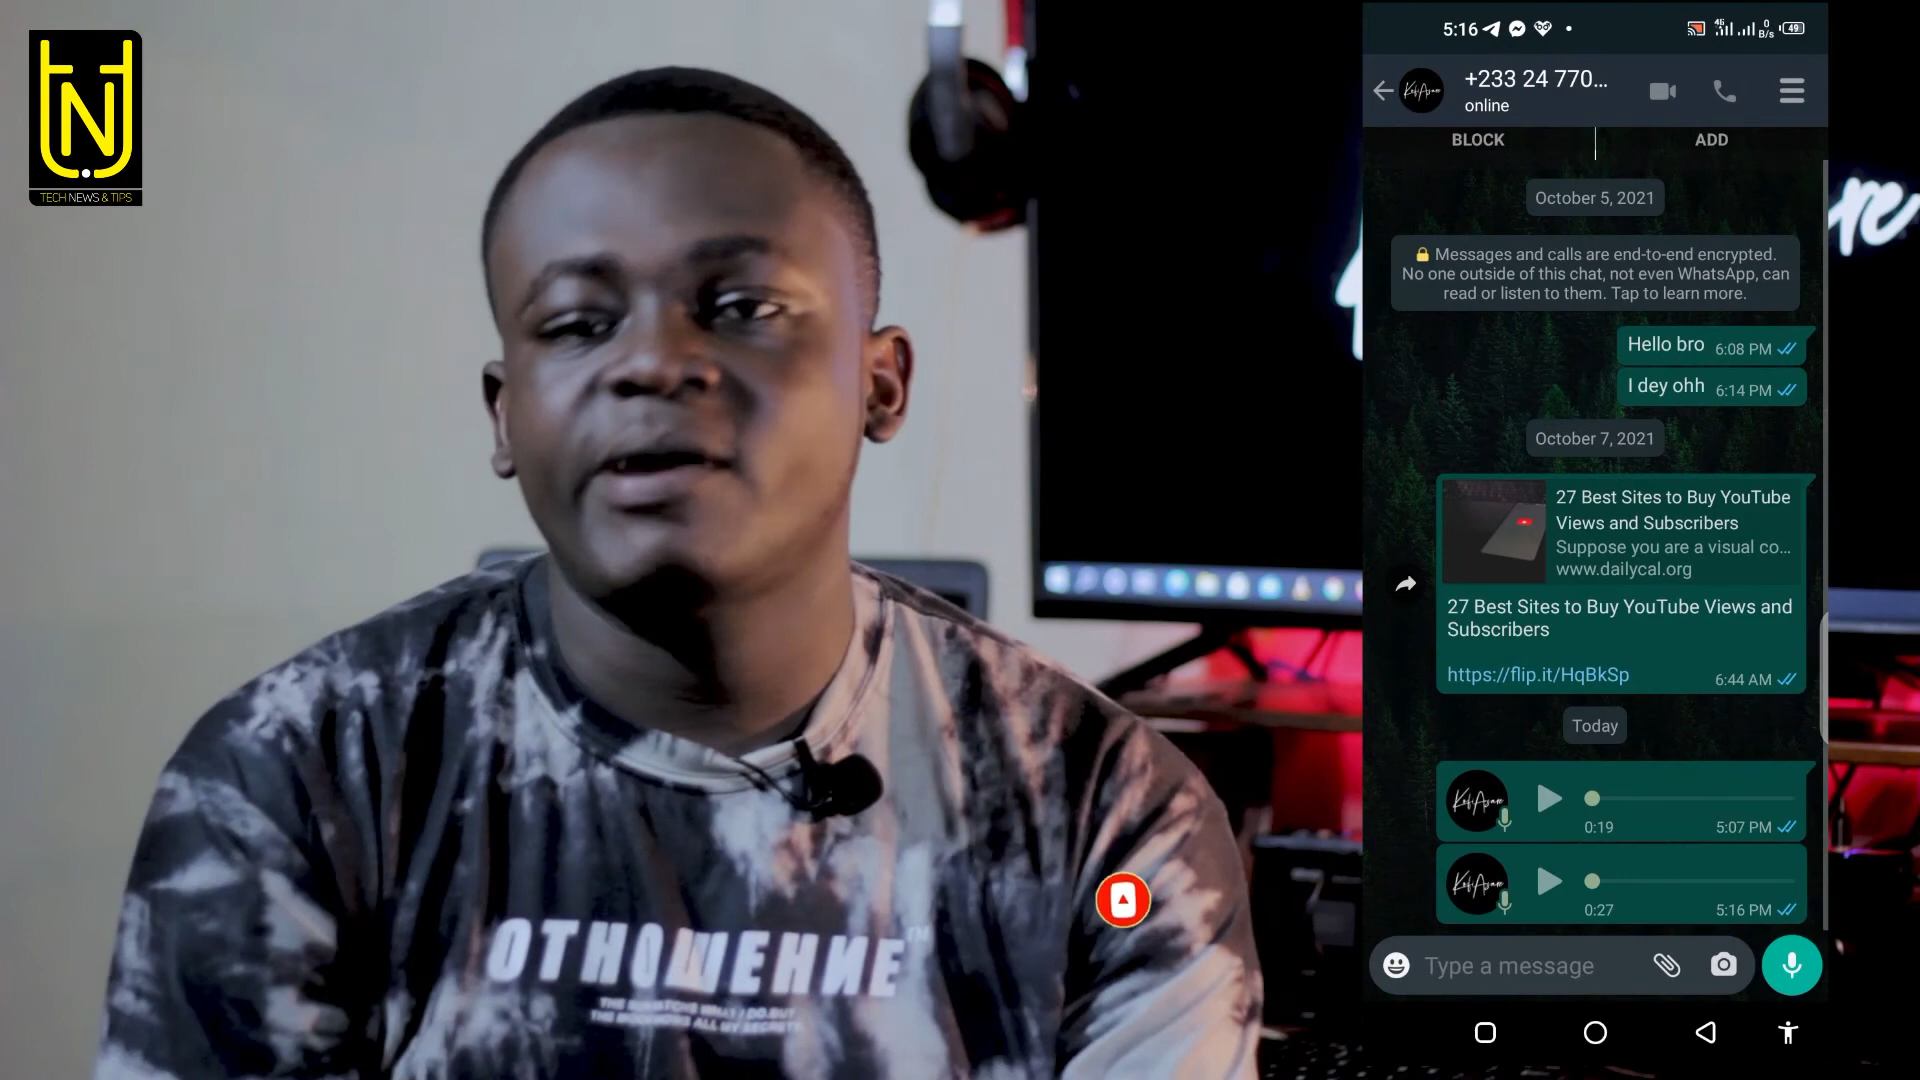 TECH NEWS & TIPS
ОТНОШЕНИЕ
5:16
49
+233 24 770...
online
BLOCK
ADD
October 5, 2021
Messages and calls are end-to-end encrypted.
No one outside of this chat, not even WhatsApp, can
read or listen to them. Tap to learn more.
Hello bro 6:08 PM
I dey ohh 6:14 PM
October 7, 2021
27 Best Sites to Buy YouTube
Views and Subscribers
Suppose you are a visual co...
www.dailycal.org
27 Best Sites to Buy YouTube Views and
Subscribers
https://flip.it/HqBkSp 6:44 AM
Today
0:19 5:07 PM
0:27 5:16 PM
Type a message